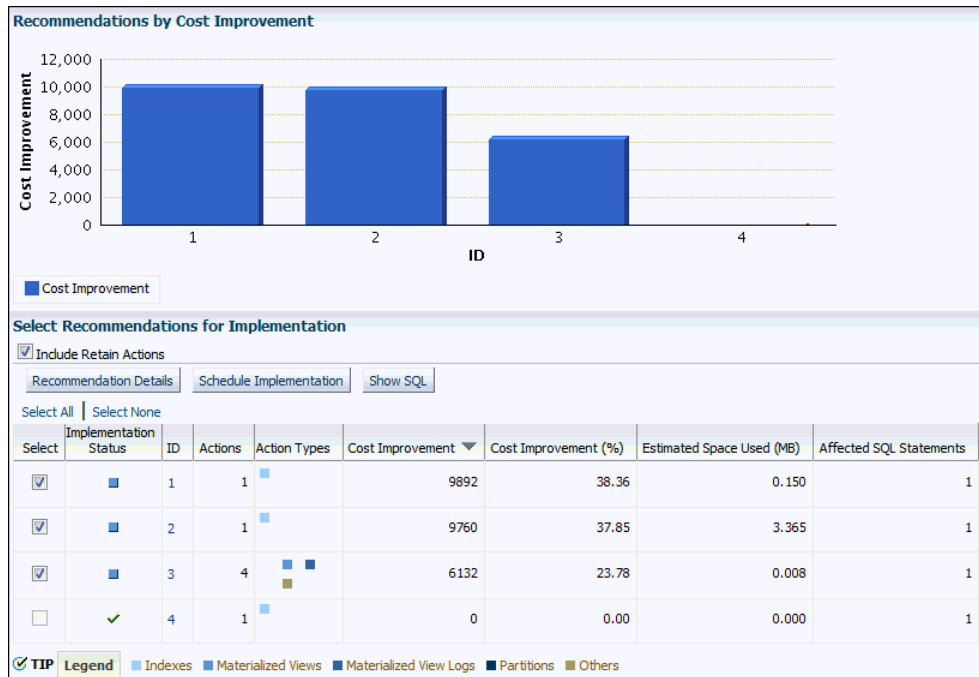 Recommendations by Cost Improvement
Cost Improvement
12,000
10,000
8,000
6,000
4,000
2,000
0
1 2 3 4
ID
Cost Improvement
Select Recommendations for Implementation
Include Retain Actions
Recommendation Details Schedule Implementation Show SQL
Select All | Select None
Select Implementation Status ID Actions Action Types Cost Improvement Cost Improvement (%) Estimated Space Used (MB) Affected SQL Statements
1 1 9892 38.36 0.150 1
2 1 9760 37.85 3.365 1
3 4 6132 23.78 0.008 1
4 1 0 0.00 0.000 1
TIP Legend Indexes Materialized Views Materialized View Logs Partitions Others